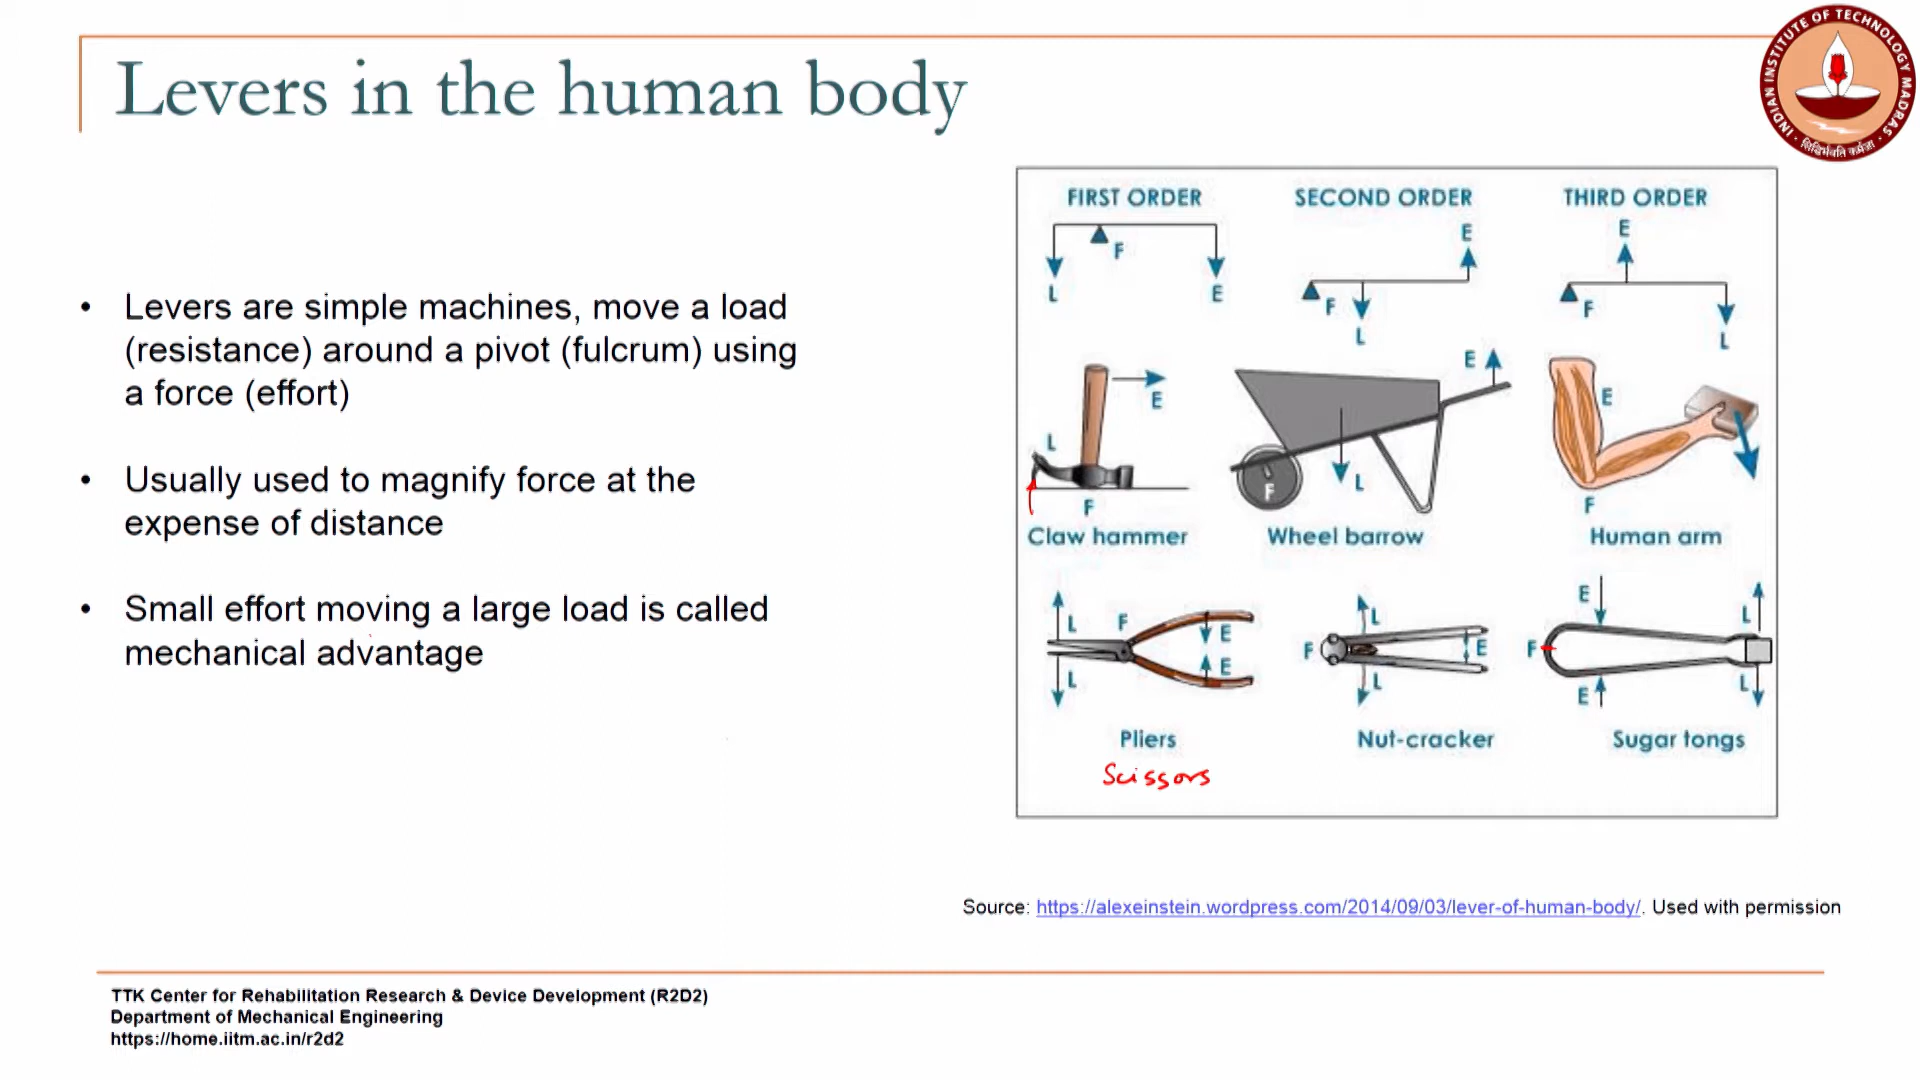 Levers in the human body
INDIAN INSTITUTE OF TECHNOLOGY MADRAS
सिद्धिर्भवति कर्मजा
• Levers are simple machines, move a load
(resistance) around a pivot (fulcrum) using
a force (effort)
• Usually used to magnify force at the
expense of distance
• Small effort moving a large load is called
mechanical advantage
FIRST ORDER SECOND ORDER THIRD ORDER
F L E
E F L
E F L
L E F
E F L
E F
Claw hammer Wheel barrow Human arm
L F E E L
L F E L
E F L E L
Pliers Nut-cracker Sugar tongs
Scissors
Source: https://alexeinstein.wordpress.com/2014/09/03/lever-of-human-body/. Used with permission
TTK Center for Rehabilitation Research & Device Development (R2D2)
Department of Mechanical Engineering
https://home.iitm.ac.in/r2d2